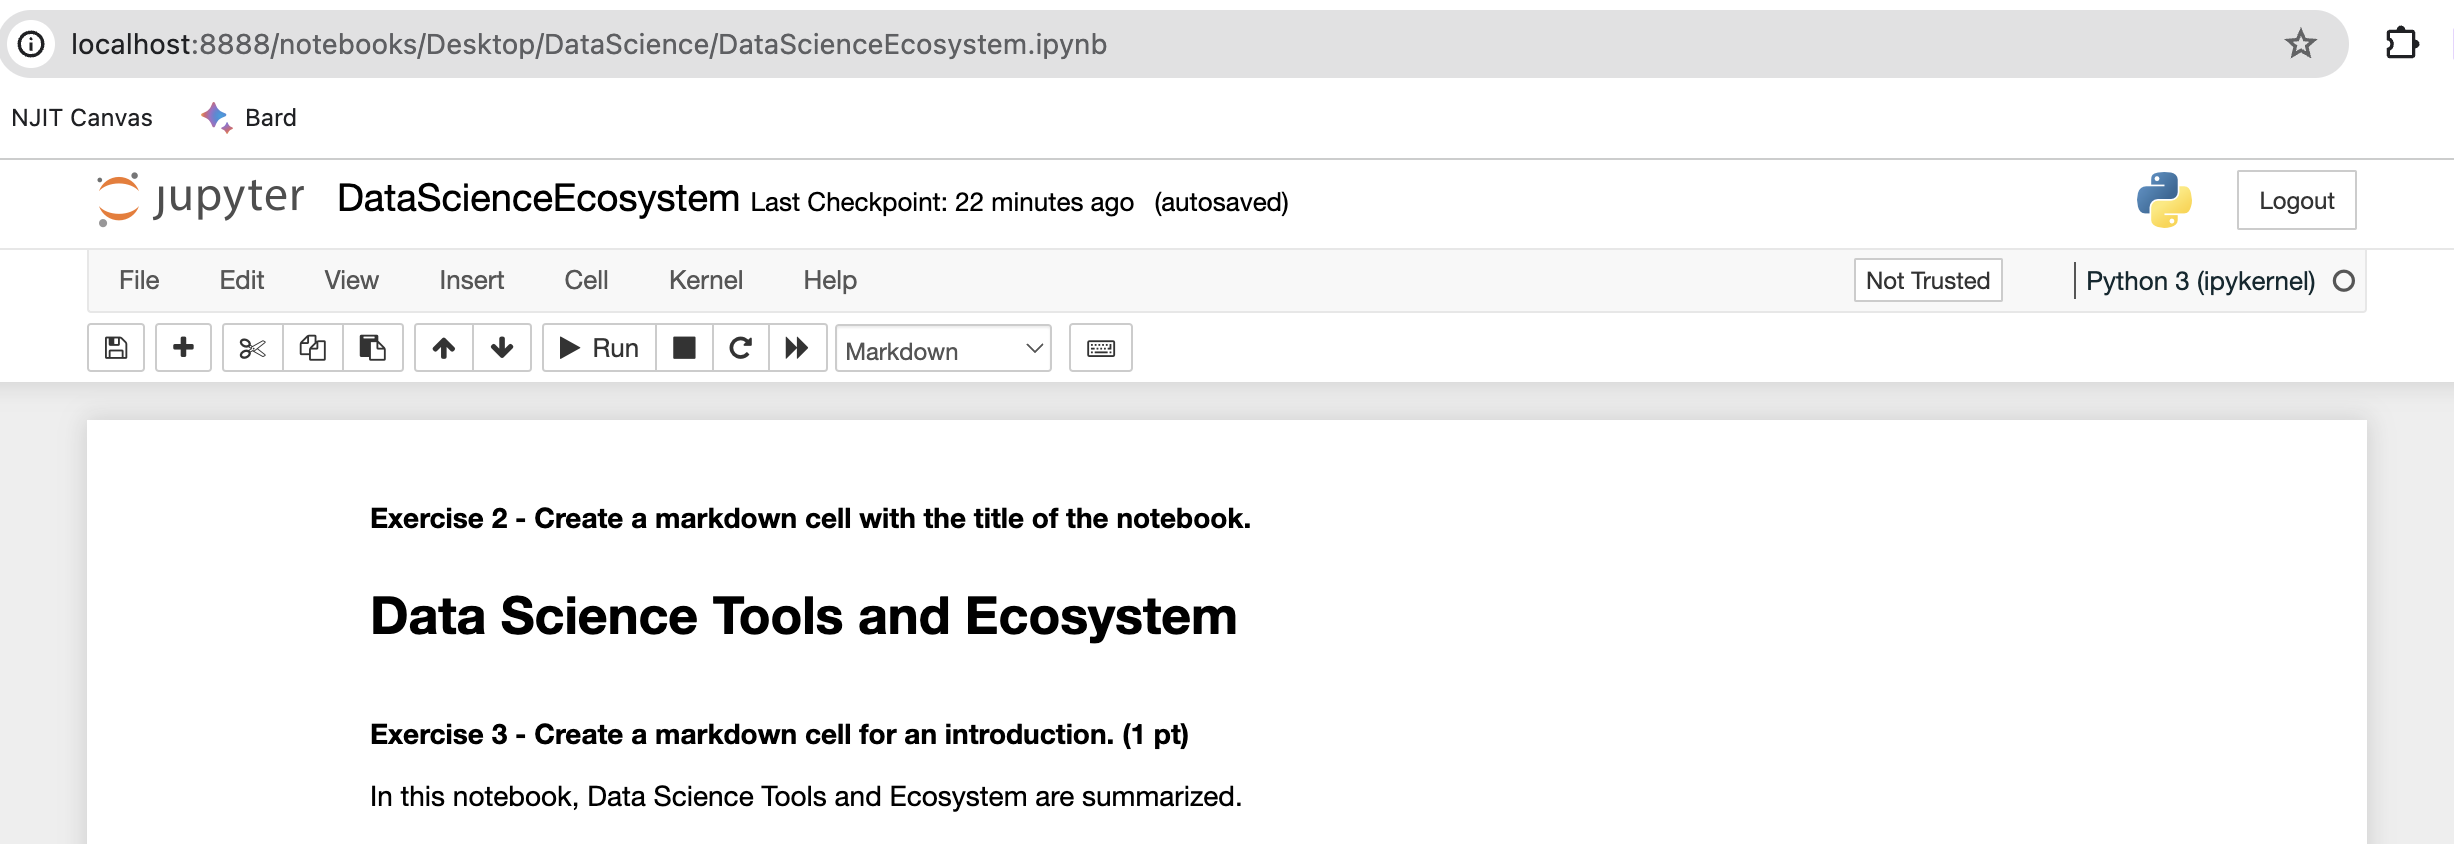 localhost:8888/notebooks/Desktop/DataScience/DataScienceEcosystem.ipynb
NJIT Canvas Bard
jupyter DataScienceEcosystem Last Checkpoint: 22 minutes ago (autosaved) Logout
File Edit View Insert Cell Kernel Help Not Trusted Python 3 (ipykernel)
Run Markdown
Exercise 2 - Create a markdown cell with the title of the notebook.
Data Science Tools and Ecosystem
Exercise 3 - Create a markdown cell for an introduction. (1 pt)
In this notebook, Data Science Tools and Ecosystem are summarized.